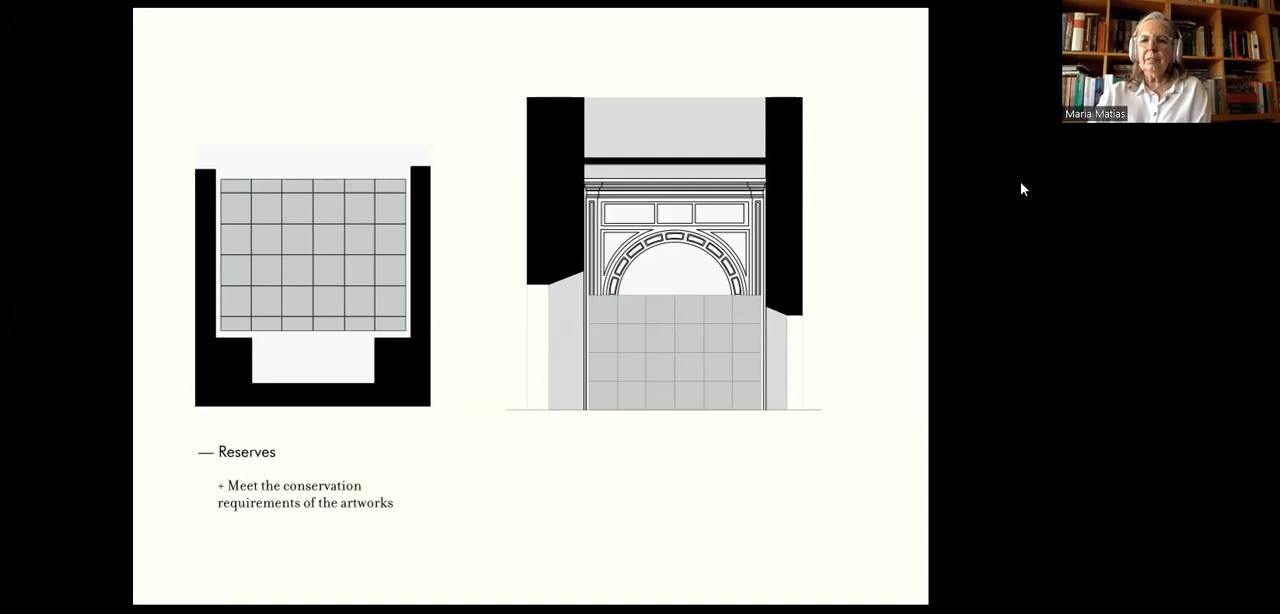 Maria Matias
— Reserves
+ Meet the conservation
requirements of the artworks